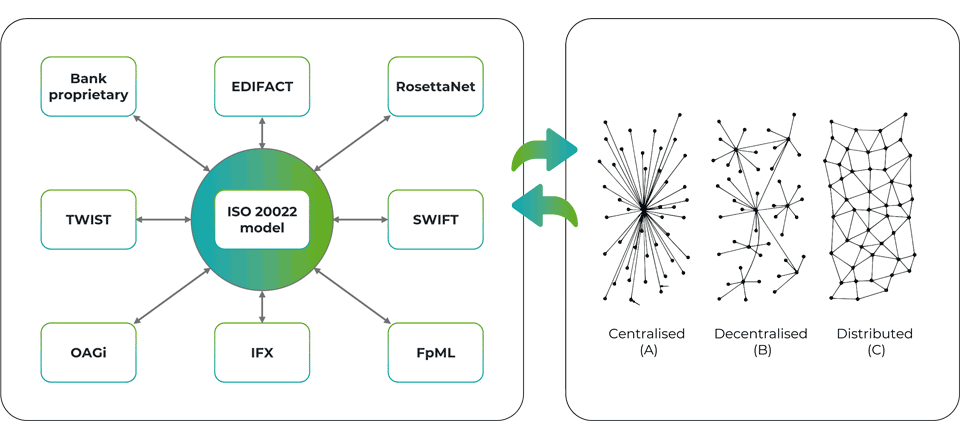 Bank
proprietary
EDIFACT
RosettaNet
TWIST
ISO 20022
model
SWIFT
OAGi
IFX
FpML
Centralised
(A)
Decentralised
(B)
Distributed
(C)